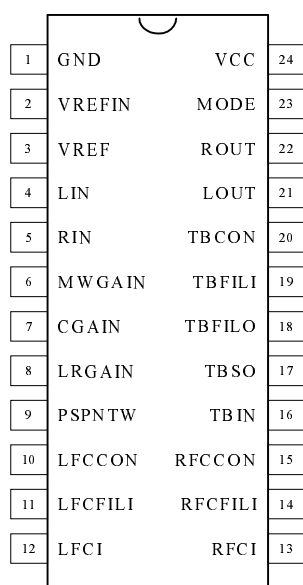 1 GND VCC 24
2 VREFIN MODE 23
3 VREF ROUT 22
4 LIN LOUT 21
5 RIN TBCON 20
6 MWGAIN TBFILI 19
7 CGAIN TBFILO 18
8 LRGAIN TBSO 17
9 PSPNTW TBIN 16
10 LFCCON RFCCON 15
11 LFCFILI RFCFILI 14
12 LFCI RFCI 13